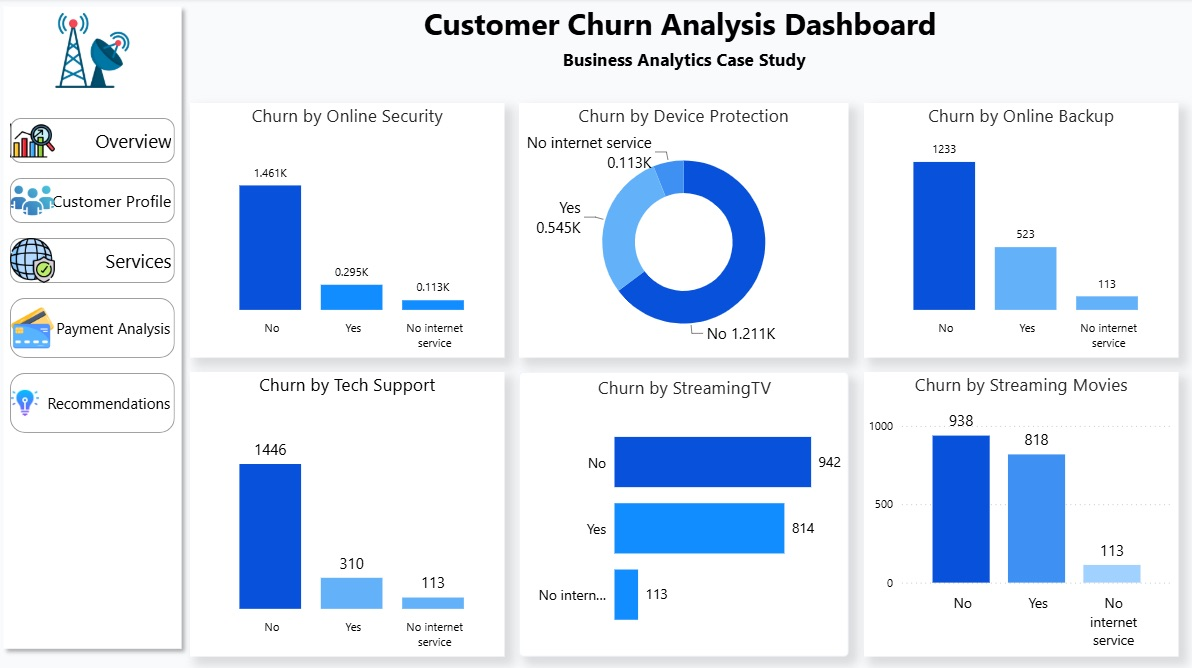 Customer Churn Analysis Dashboard
Business Analytics Case Study
Overview
Customer Profile
Services
Payment Analysis
Recommendations
Churn by Online Security
1.461K
0.295K
0.113K
No
Yes
No internet
service
Churn by Device Protection
No internet service
0.113K
Yes
0.545K
No 1.211K
Churn by Online Backup
1233
523
113
No
Yes
No internet
service
Churn by Tech Support
1446
310
113
No
Yes
No internet
service
Churn by StreamingTV
No
942
Yes
814
No intern...
113
Churn by Streaming Movies
1000
500
0
938
818
113
No
Yes
No
internet
service